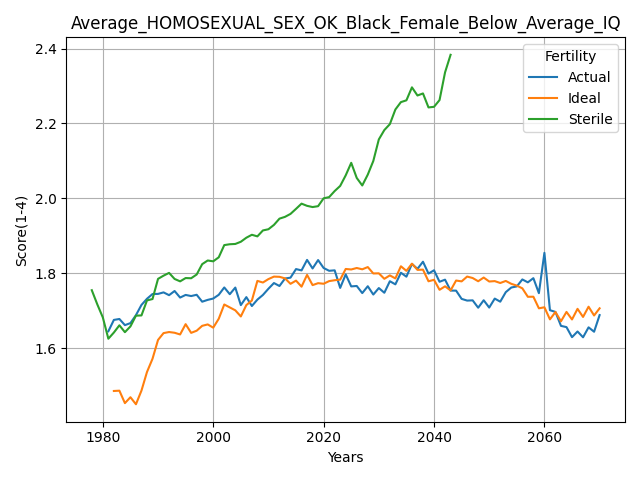 Average_HOMOSEXUAL_SEX_OK_Black_Female_Below_Average_IQ
Fertility
Actual
Ideal
Sterile
Score(1-4)
2.4
2.2
2.0
1.8
1.6
1980
2000
2020
2040
2060
Years